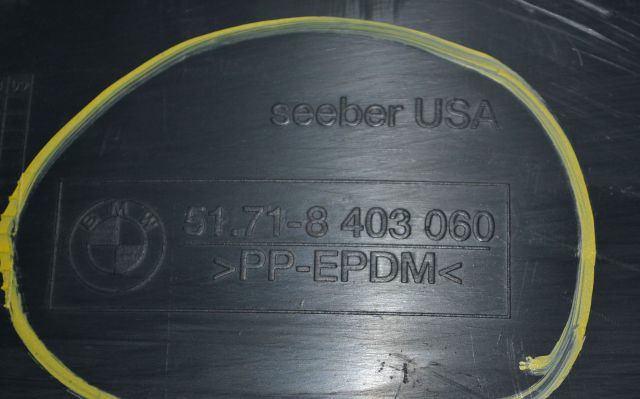 seeber USA
BMW
51.71-8 403 060
>PP-EPDM<